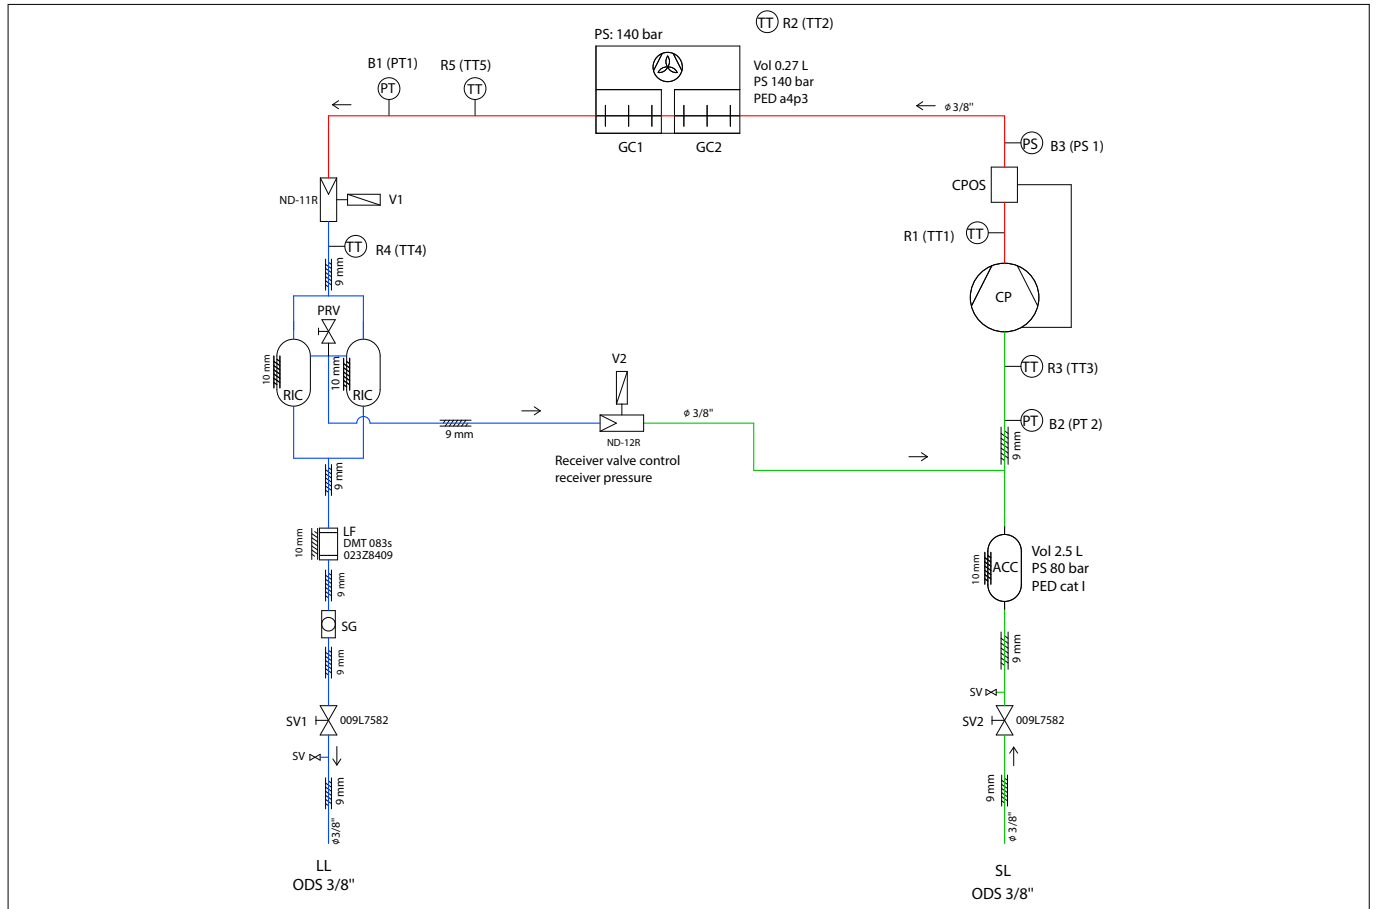 TT R2 (TT2)
PS: 140 bar
B1 (PT1)
R5 (TT5)
PT
TT
Vol 0.27 L
PS 140 bar
PED a4p3
ϕ 3/8"
GC1
GC2
PS B3 (PS 1)
CPOS
ND-11R
V1
R1 (TT1) TT
TT R4 (TT4)
9 mm
CP
PRV
10 mm
RIC
10 mm
RIC
V2
TT R3 (TT3)
ϕ 3/8"
PT B2 (PT 2)
9 mm
ND-12R
9 mm
Receiver valve control
receiver pressure
9 mm
LF
DMT 083s
023Z8409
10 mm
Vol 2.5 L
PS 80 bar
PED cat I
10 mm
ACC
9 mm
SG
9 mm
9 mm
SV
SV1
009L7582
SV2
009L7582
SV
9 mm
9 mm
ϕ 3/8"
ϕ 3/8"
LL
ODS 3/8"
SL
ODS 3/8"